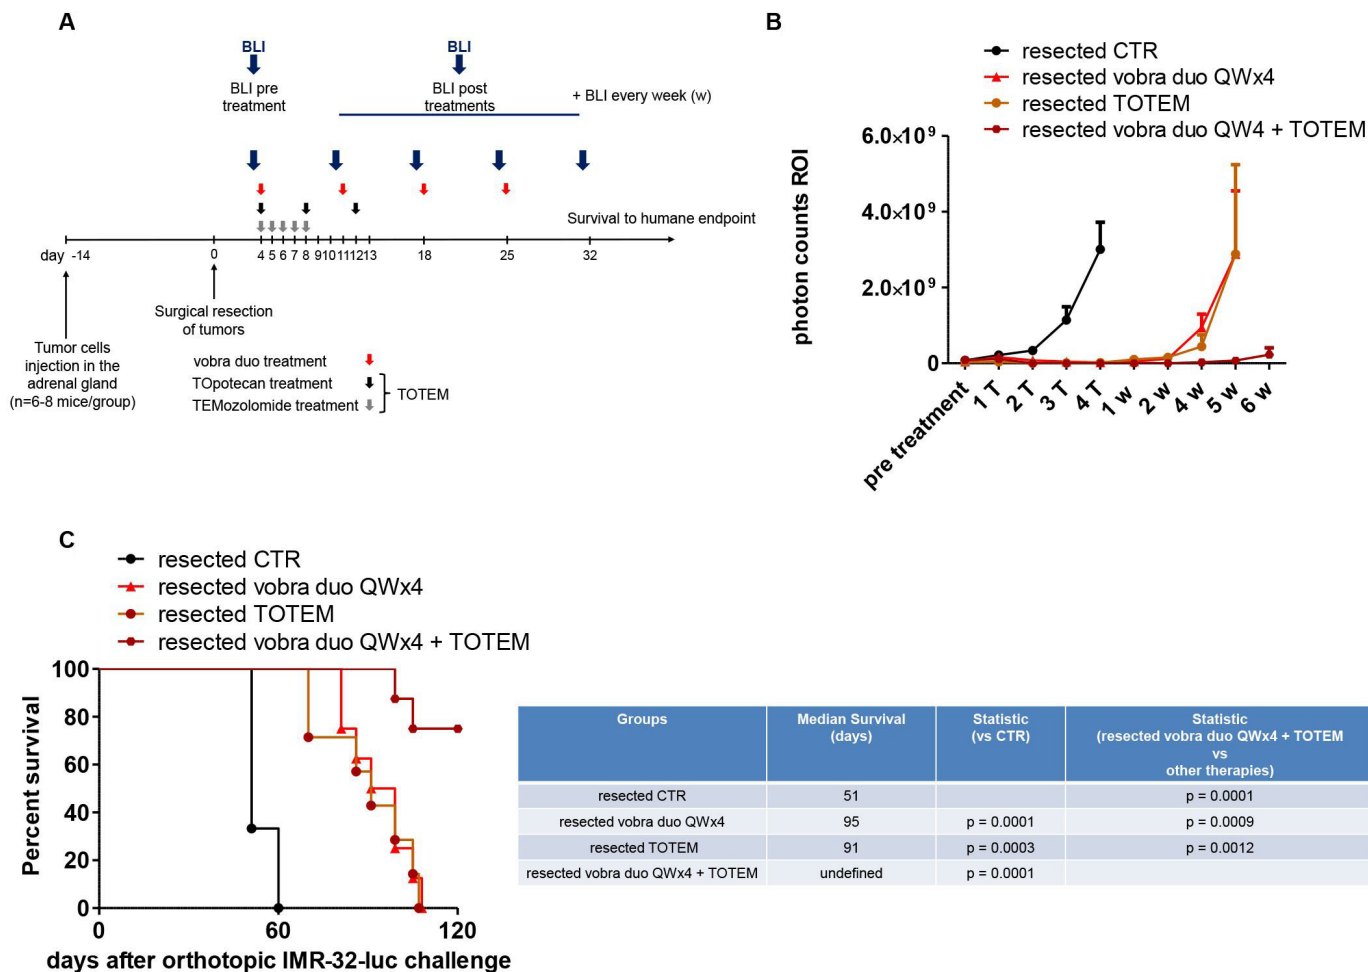 A
BLI
BLI
BLI pre
treatment
BLI post
treatments
+ BLI every week (w)
Survival to humane endpoint
day -14
0
4 5 6 7 8 9 10 11 12 13
18
25
32
Surgical resection
of tumors
Tumor cells
injection in the
adrenal gland
(n=6-8 mice/group)
vobra duo treatment
TOpotecan treatment
TEMozolomide treatment
TOTEM
B
resected CTR
resected vobra duo QWx4
resected TOTEM
resected vobra duo QW4 + TOTEM
photon counts ROI
6.0×10⁹
4.0×10⁹
2.0×10⁹
0
pre treatment
1 T
2 T
3 T
4 T
1 w
2 w
4 w
5 w
6 w
C
resected CTR
resected vobra duo QWx4
resected TOTEM
resected vobra duo QWx4 + TOTEM
Percent survival
100
80
60
40
20
0
0 60 120
days after orthotopic IMR-32-luc challenge
Groups
Median Survival
(days)
Statistic
(vs CTR)
Statistic
(resected vobra duo QWx4 + TOTEM
vs
other therapies)
resected CTR 51 p = 0.0001
resected vobra duo QWx4 95 p = 0.0001 p = 0.0009
resected TOTEM 91 p = 0.0003 p = 0.0012
resected vobra duo QWx4 + TOTEM undefined p = 0.0001